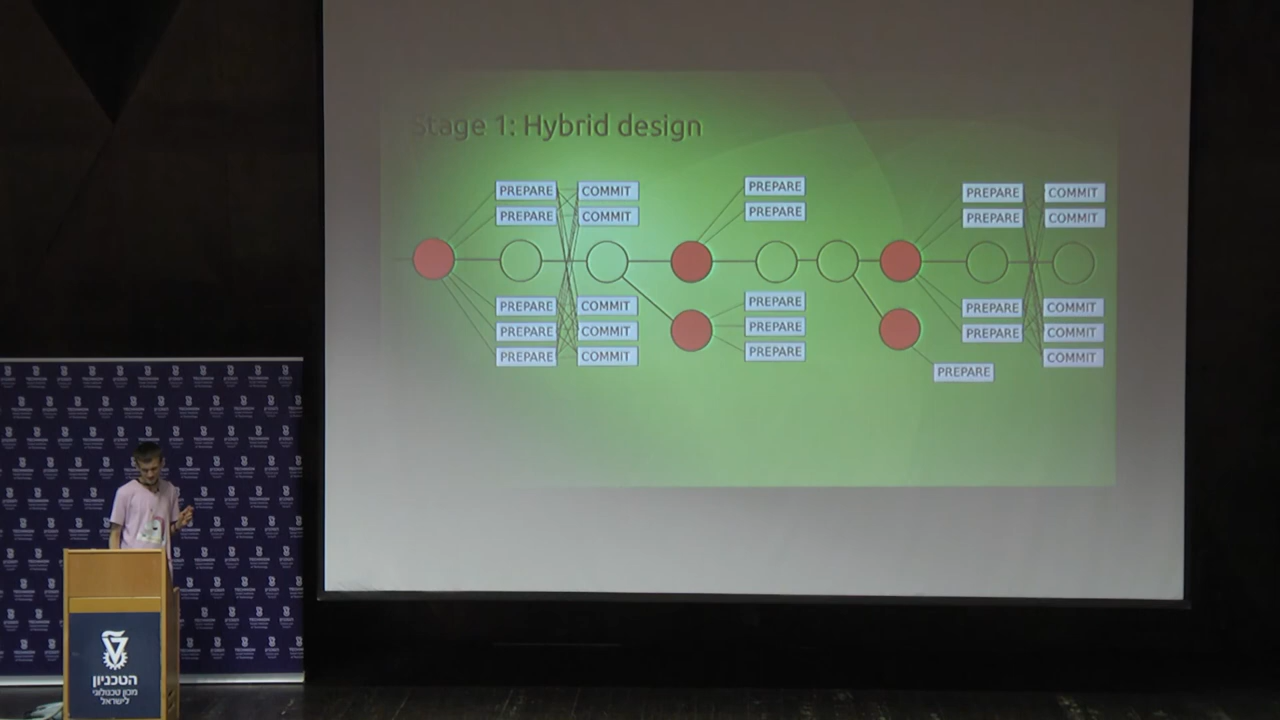 Stage 1: Hybrid design
PREPARE COMMIT
PREPARE COMMIT
PREPARE COMMIT
PREPARE COMMIT
PREPARE COMMIT
PREPARE
PREPARE
PREPARE
PREPARE
PREPARE
PREPARE COMMIT
PREPARE COMMIT
PREPARE COMMIT
PREPARE COMMIT
COMMIT
PREPARE
הטכניון
מכון טכנולוגי
לישראל